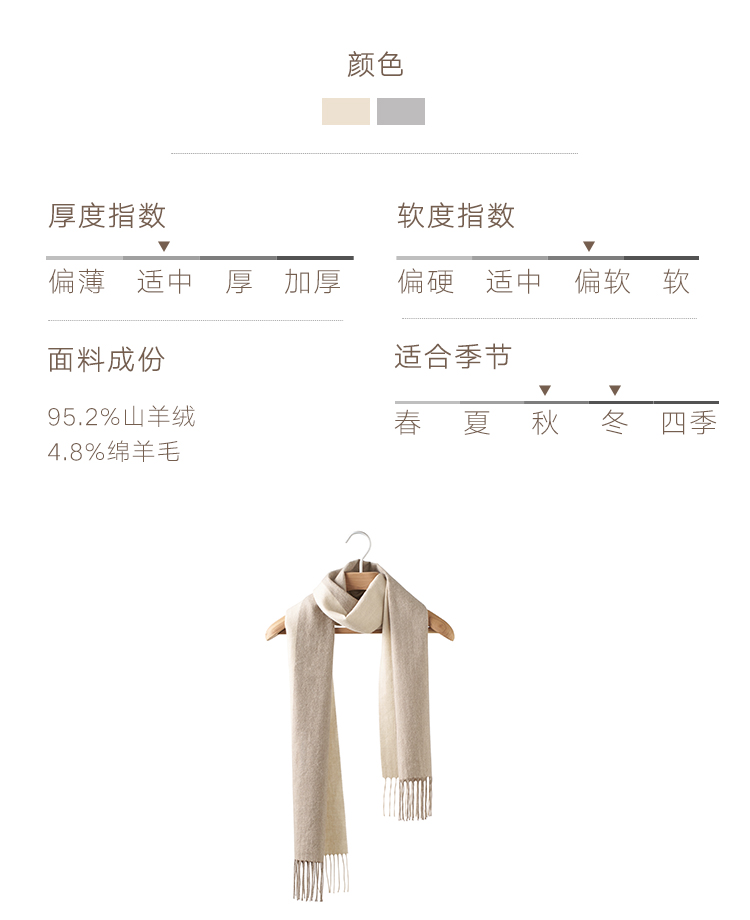 颜色
厚度指数
偏薄 适中 厚 加厚
软度指数
偏硬 适中 偏软 软
面料成份
95.2%山羊绒
4.8%绵羊毛
适合季节
春 夏 秋 冬 四季